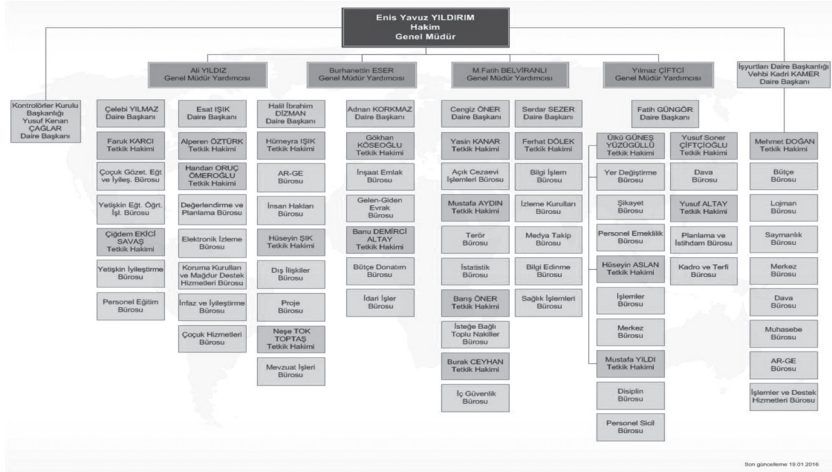 Enis Yavuz YILDIRIM
Hakim
Genel Müdür
Ali YILDIZ
Genel Müdür Yardımcısı
Burhanettin ESER
Genel Müdür Yardımcısı
M.Fatih BELVİRANLI
Genel Müdür Yardımcısı
Yılmaz ÇİFTCİ
Genel Müdür Yardımcısı
İşyurtları Daire Başkanlığı
Vehbi Kadri KAMER
Daire Başkanı
Kontrolörler Kurulu
Başkanlığı
Yusuf Kenan
ÇAĞLAR
Daire Başkanı
Çelebi YILMAZ
Daire Başkanı
Faruk KARCI
Tetkik Hakimi
Çoçuk Gözet. Eğt
ve İyileş. Bürosu
Yetişkin Eğt. Öğrt.
İşl. Bürosu
Çiğdem EKİCİ
SAVAŞ
Tetkik Hakimi
Yetişkin İyileştirme
Bürosu
Personel Eğitim
Bürosu
Esat IŞIK
Daire Başkanı
Alperen ÖZTÜRK
Tetkik Hakimi
Handan ORUÇ
ÖMEROĞLU
Tetkik Hakimi
Değerlendirme ve
Planlama Bürosu
Elektronik İzleme
Bürosu
Koruma Kurulları
ve Mağdur Destek
Hizmetleri Bürosu
İnfaz ve İyileştirme
Bürosu
Çoçuk Hizmetleri
Bürosu
Halil İbrahim
DİZMAN
Daire Başkanı
Hümeyra IŞIK
Tetkik Hakimi
AR-GE
Bürosu
İnsan Hakları
Bürosu
Hüseyin ŞIK
Tetkik Hakimi
Dış İlişkiler
Bürosu
Proje
Bürosu
Neşe TOK
TOPTAŞ
Tetkik Hakimi
Mevzuat İşleri
Bürosu
Adnan KORKMAZ
Daire Başkanı
Gökhan
KÖSEOĞLU
Tetkik Hakimi
İnşaat Emlak
Bürosu
Gelen-Giden
Evrak
Bürosu
Banu DEMİRCİ
ALTAY
Tetkik Hakimi
Bütçe Donatım
Bürosu
İdari İşler
Bürosu
Cengiz ÖNER
Daire Başkanı
Yasin KANAR
Tetkik Hakimi
Açık Cezaevi
İşlemleri Bürosu
Mustafa AYDIN
Tetkik Hakimi
Terör
Bürosu
İstatistik
Bürosu
Barış ÖNER
Tetkik Hakimi
İsteğe Bağlı
Toplu Nakiller
Bürosu
Burak CEYHAN
Tetkik Hakimi
İç Güvenlik
Bürosu
Serdar SEZER
Daire Başkanı
Ferhat DÖLEK
Tetkik Hakimi
Bilgi İşlem
Bürosu
İzleme Kurulları
Bürosu
Medya Takip
Bürosu
Bilgi Edinme
Bürosu
Sağlık İşlemleri
Bürosu
Fatih GÜNGÖR
Daire Başkanı
Ülkü GÜNEŞ
YÜZÜGÜLLÜ
Tetkik Hakimi
Yer Değiştirme
Bürosu
Şikayet
Bürosu
Personel Emeklilik
Bürosu
Hüseyin ASLAN
Tetkik Hakimi
İşlemler
Bürosu
Merkez
Bürosu
Mustafa YILDI
Tetkik Hakimi
Disiplin
Bürosu
Personel Sicil
Bürosu
Yusuf Soner
ÇİFTÇİOĞLU
Tetkik Hakimi
Dava
Bürosu
Yusuf ALTAY
Tetkik Hakimi
Planlama ve
İstihdam Bürosu
Kadro ve Terfi
Bürosu
Mehmet DOĞAN
Tetkik Hakimi
Bütçe
Bürosu
Lojman
Bürosu
Saymanlık
Bürosu
Merkez
Bürosu
Dava
Bürosu
Muhasebe
Bürosu
AR-GE
Bürosu
İşlemler ve Destek
Hizmetleri Bürosu
Son güncelleme 19.01.2016